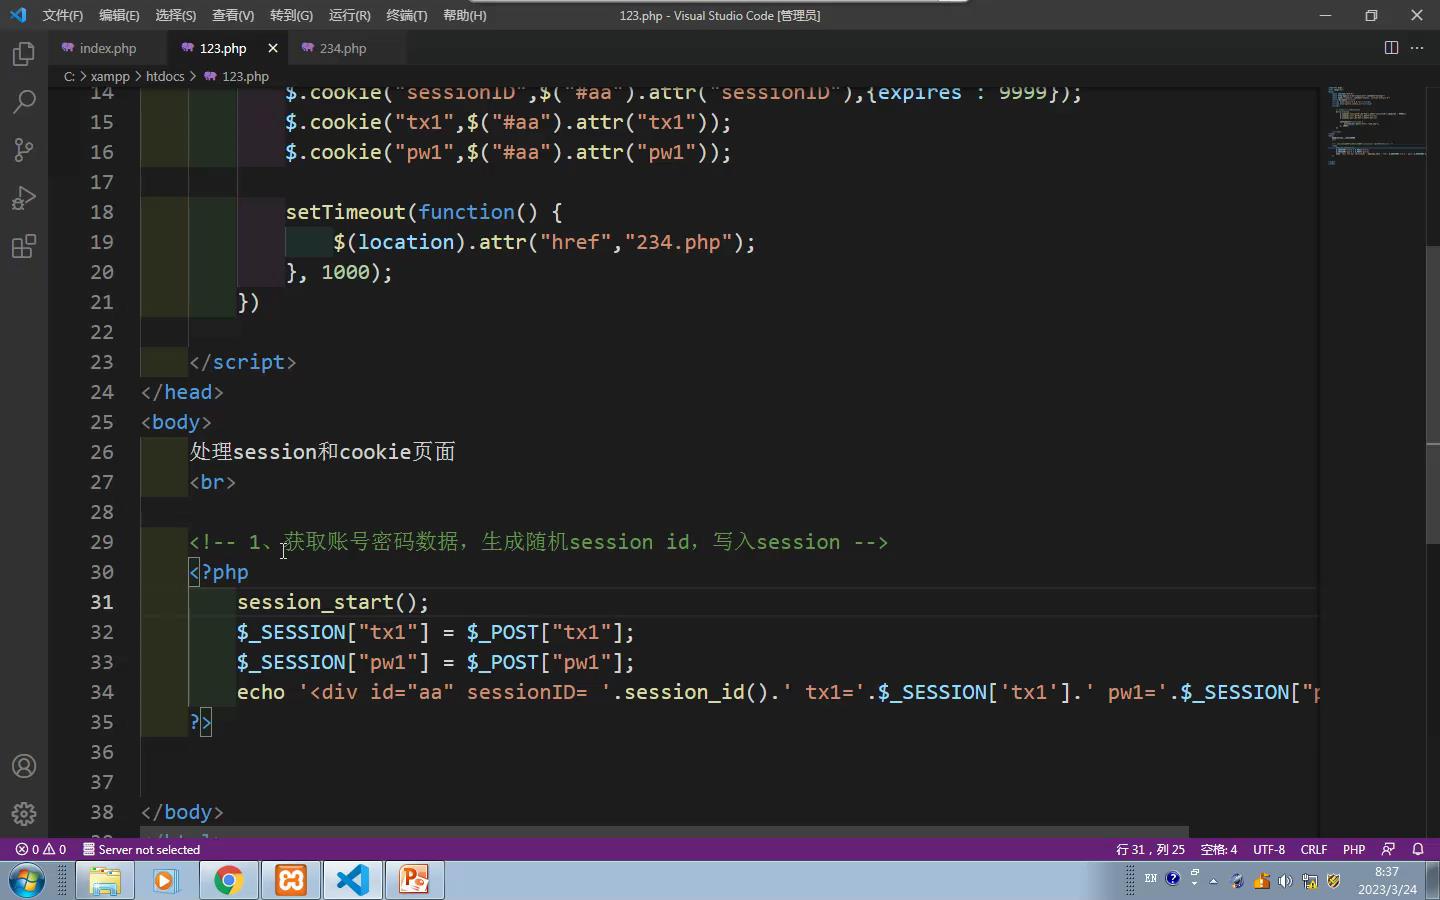 文件(F) 编辑(E) 选择(S) 查看(V) 转到(G) 运行(R) 终端(T) 帮助(H) 123.php - Visual Studio Code [管理员]
index.php 123.php 234.php
C: > xampp > htdocs > 123.php
14 $.cookie("sessionID",$("#aa").attr("sessionID"),{expires : 9999});
15 $.cookie("tx1",$("#aa").attr("tx1"));
16 $.cookie("pw1",$("#aa").attr("pw1"));
17
18 setTimeout(function() {
19 $(location).attr("href","234.php");
20 }, 1000);
21 })
22
23 </script>
24 </head>
25 <body>
26 处理session和cookie页面
27 <br>
28
29 <!-- 1、获取账号密码数据，生成随机session id，写入session -->
30 <?php
31 session_start();
32 $_SESSION["tx1"] = $_POST["tx1"];
33 $_SESSION["pw1"] = $_POST["pw1"];
34 echo '<div id="aa" sessionID= '.session_id().' tx1='.$_SESSION['tx1'].' pw1='.$_SESSION["p
35 ?>
36
37
38 </body>
0 0 Server not selected 行 31，列 25 空格: 4 UTF-8 CRLF PHP
EN 8:37
2023/3/24